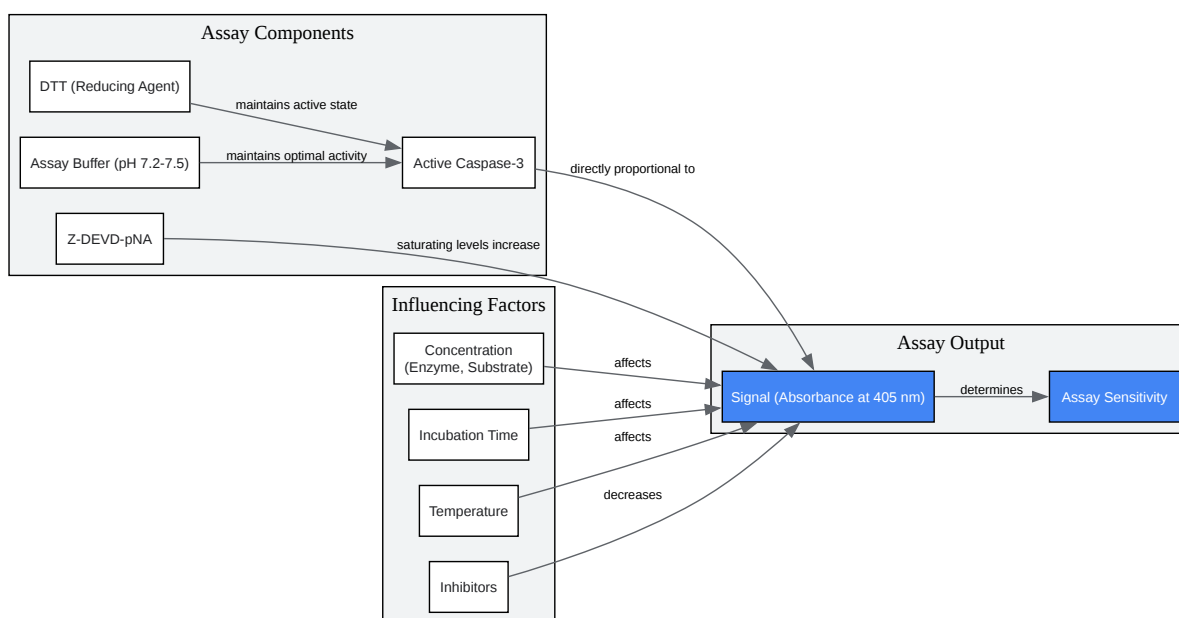 Assay Components
DTT (Reducing Agent)
maintains active state
Assay Buffer (pH 7.2-7.5)
maintains optimal activity
Active Caspase-3
directly proportional to
Z-DEVD-pNA
saturating levels increase
Influencing Factors
Concentration
(Enzyme, Substrate)
affects
Incubation Time
affects
Temperature
affects
Inhibitors
decreases
Assay Output
Signal (Absorbance at 405 nm)
determines
Assay Sensitivity